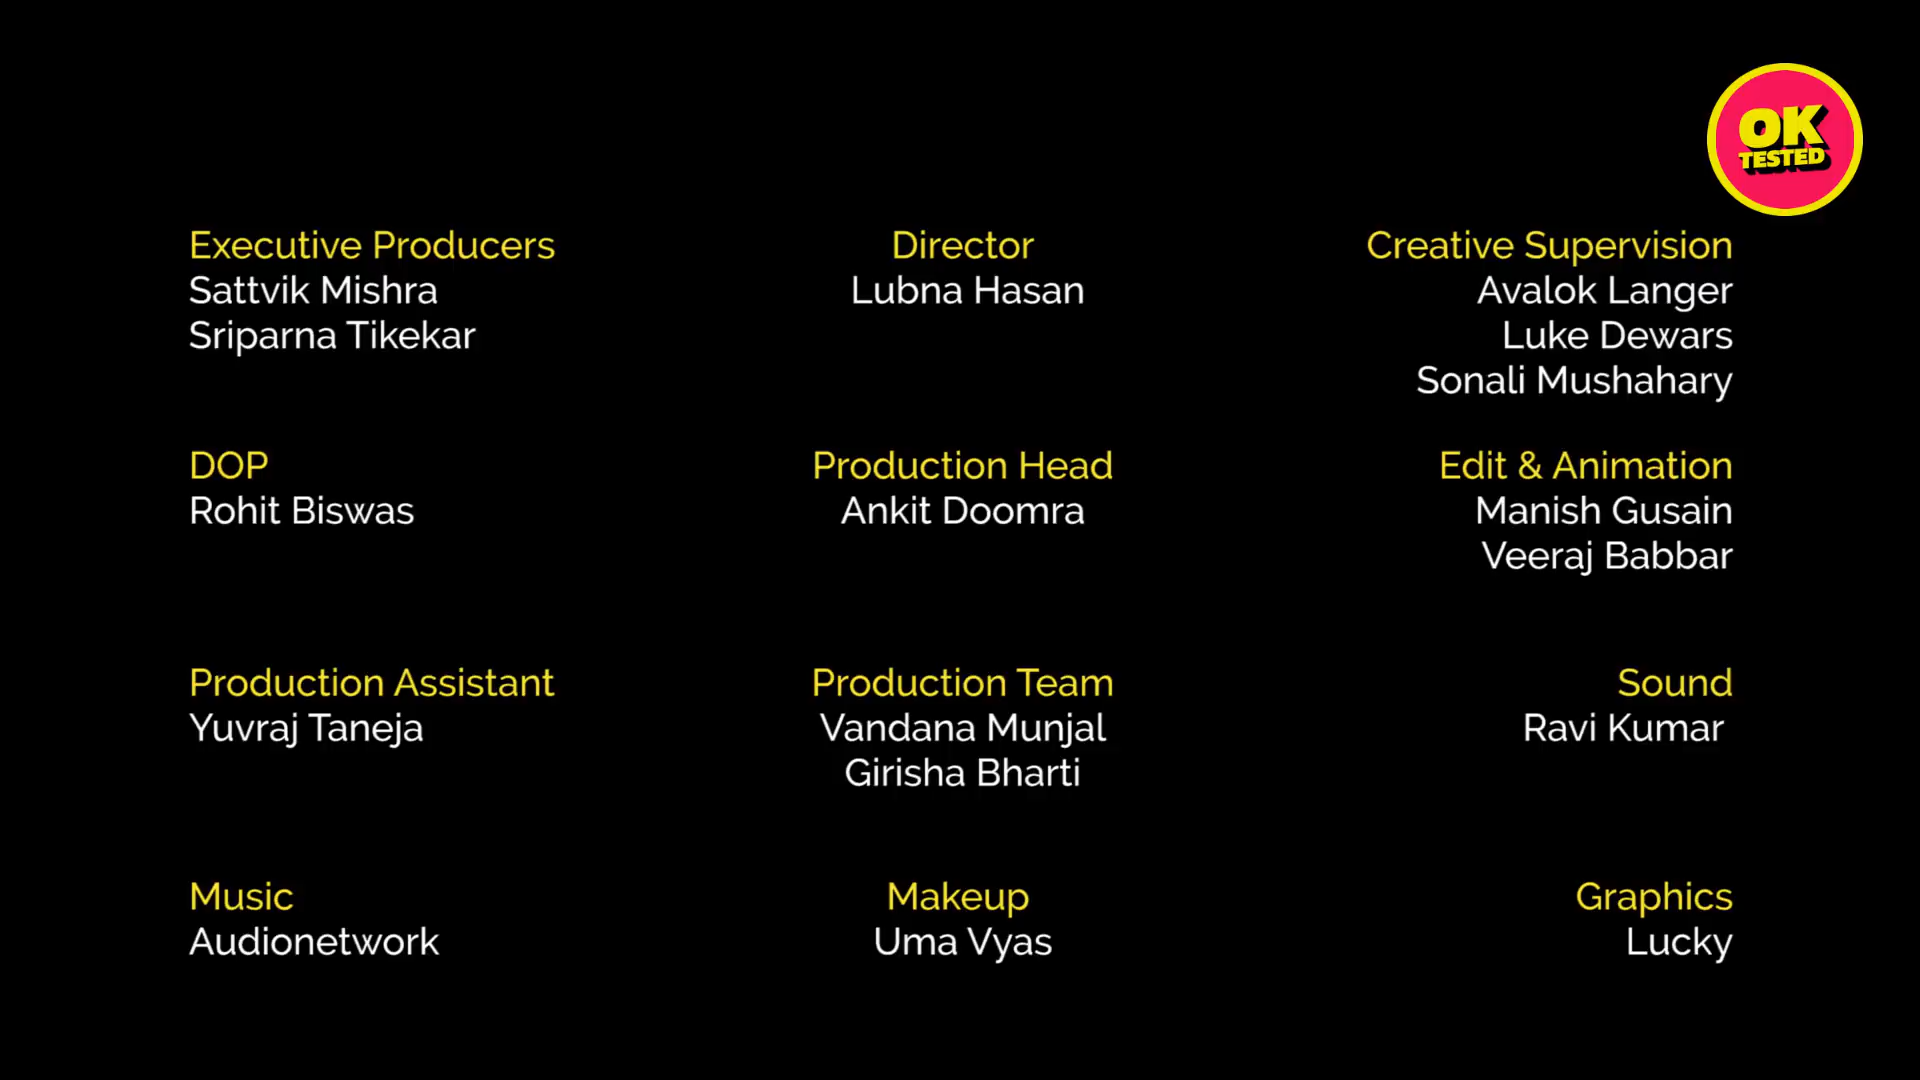 OK
TESTED
Executive Producers
Sattvik Mishra
Sriparna Tikekar
Director
Lubna Hasan
Creative Supervision
Avalok Langer
Luke Dewars
Sonali Mushahary
DOP
Rohit Biswas
Production Head
Ankit Doomra
Edit & Animation
Manish Gusain
Veeraj Babbar
Production Assistant
Yuvraj Taneja
Production Team
Vandana Munjal
Girisha Bharti
Sound
Ravi Kumar
Music
Audionetwork
Makeup
Uma Vyas
Graphics
Lucky